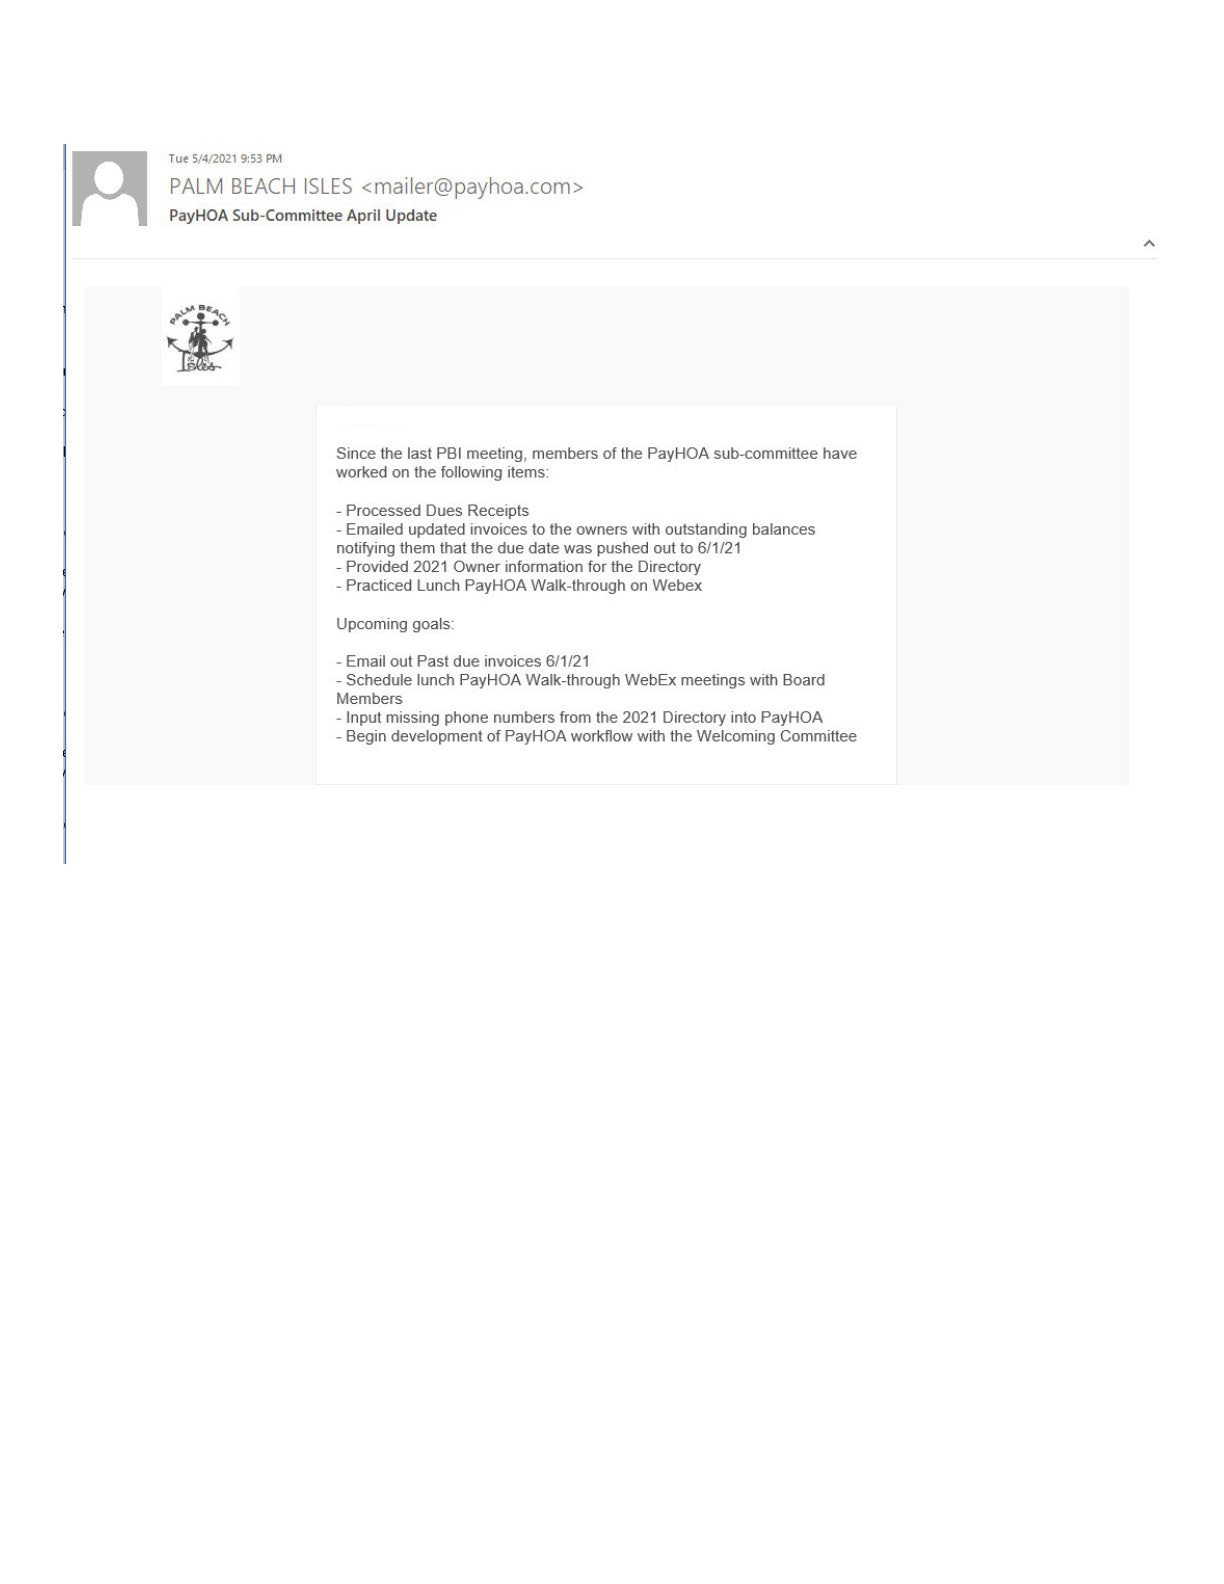 Tue 5/4/2021 9:53 PM
PALM BEACH ISLES <mailer@payhoa.com>
PayHOA Sub-Committee April Update
PALM BEACH
Isles
Since the last PBI meeting, members of the PayHOA sub-committee have
worked on the following items:
- Processed Dues Receipts
- Emailed updated invoices to the owners with outstanding balances
notifying them that the due date was pushed out to 6/1/21
- Provided 2021 Owner information for the Directory
- Practiced Lunch PayHOA Walk-through on Webex
Upcoming goals:
- Email out Past due invoices 6/1/21
- Schedule lunch PayHOA Walk-through WebEx meetings with Board
Members
- Input missing phone numbers from the 2021 Directory into PayHOA
- Begin development of PayHOA workflow with the Welcoming Committee